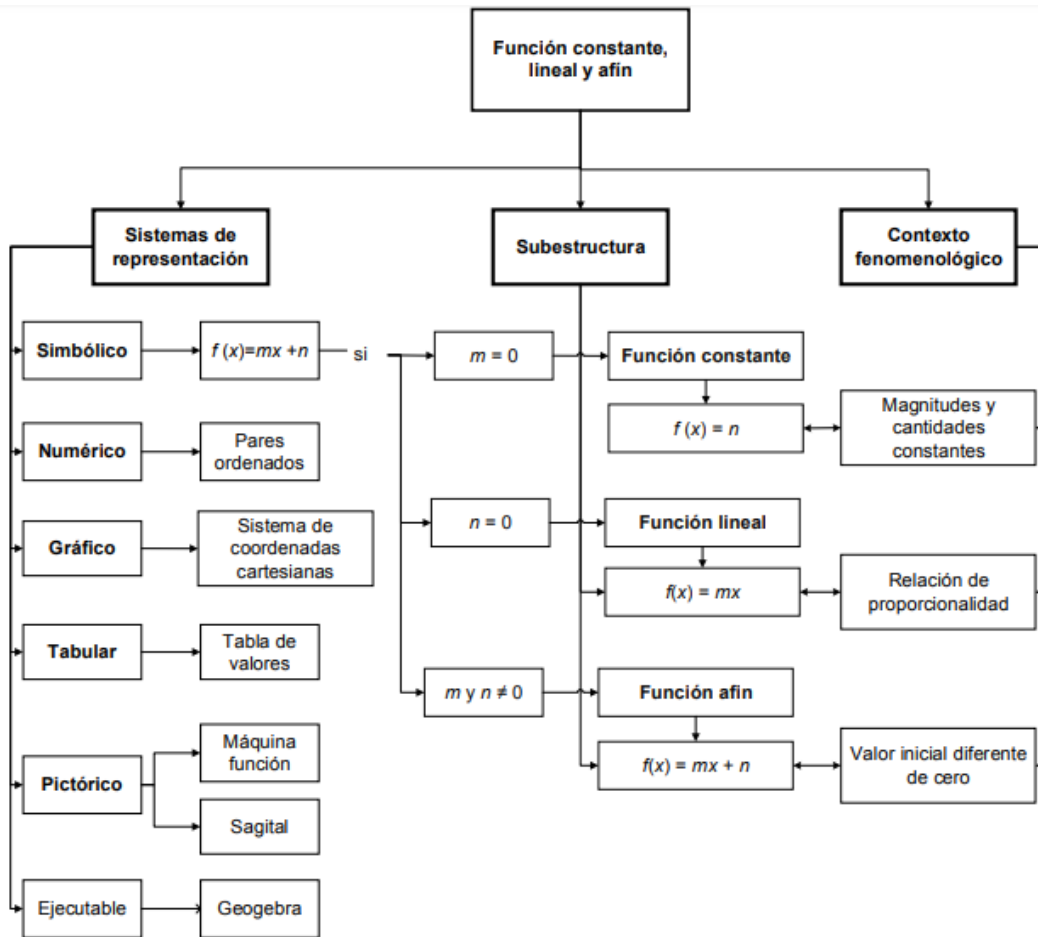 Función constante,
lineal y afín
Sistemas de
representación
Subestructura
Contexto
fenomenológico
Simbólico
f (x)=mx +n
si
m = 0
Función constante
f (x) = n
Magnitudes y
cantidades
constantes
Numérico
Pares
ordenados
Gráfico
Sistema de
coordenadas
cartesianas
n = 0
Función lineal
f(x) = mx
Relación de
proporcionalidad
Tabular
Tabla de
valores
m y n ≠ 0
Función afin
f(x) = mx + n
Valor inicial diferente
de cero
Pictórico
Máquina
función
Sagital
Ejecutable
Geogebra